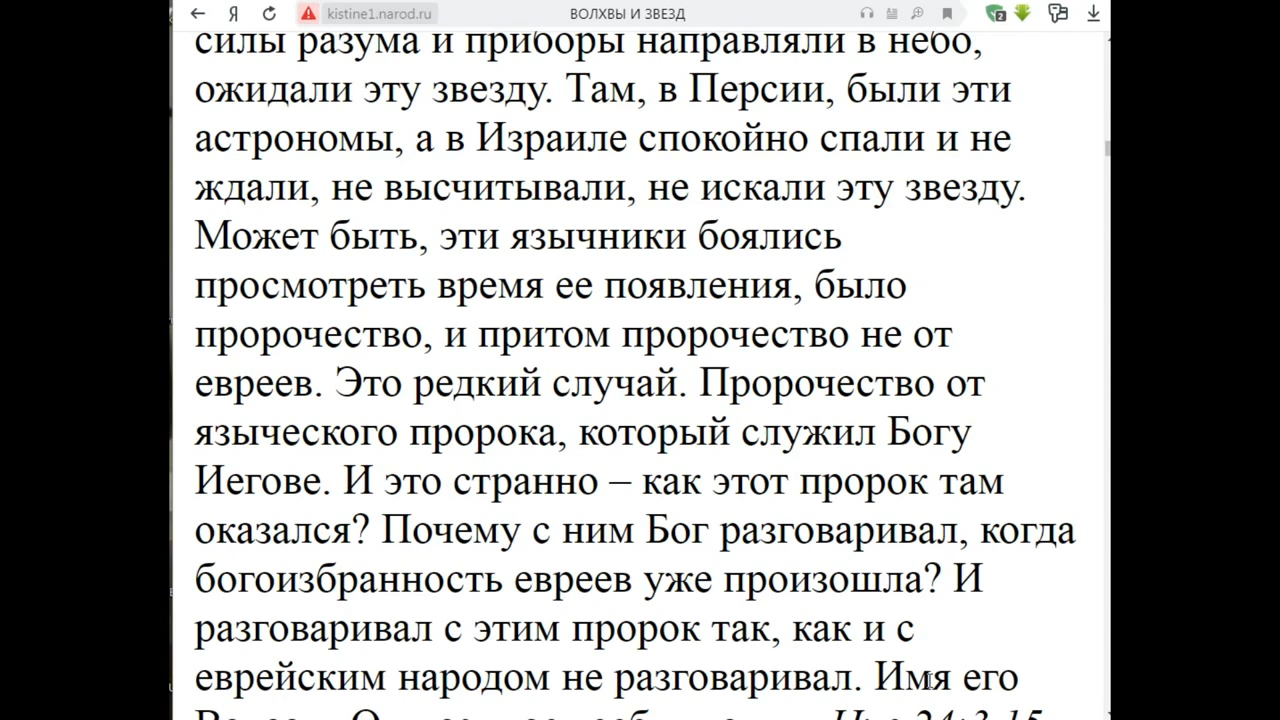 kistine1.narod.ru
ВОЛХВЫ И ЗВЕЗД
2
силы разума и приборы направляли в небо,
ожидали эту звезду. Там, в Персии, были эти
астрономы, а в Израиле спокойно спали и не
ждали, не высчитывали, не искали эту звезду.
Может быть, эти язычники боялись
просмотреть время ее появления, было
пророчество, и притом пророчество не от
евреев. Это редкий случай. Пророчество от
языческого пророка, который служил Богу
Иегове. И это странно – как этот пророк там
оказался? Почему с ним Бог разговаривал, когда
богоизбранность евреев уже произошла? И
разговаривал с этим пророк так, как и с
еврейским народом не разговаривал. Имя его